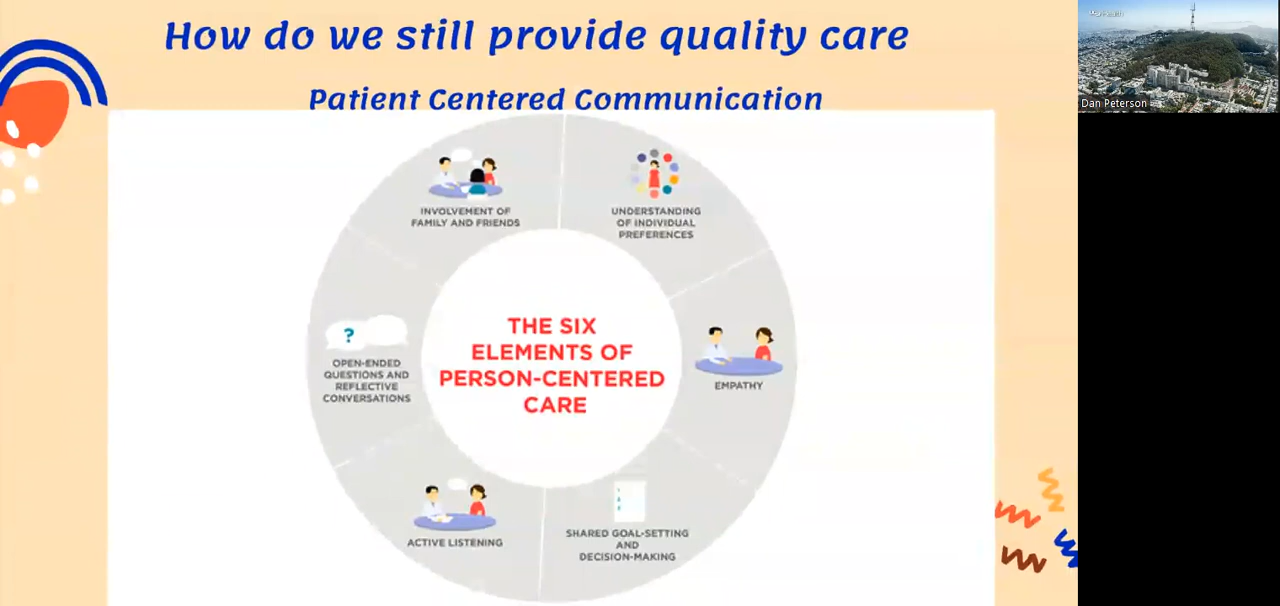 How do we still provide quality care
Patient Centered Communication
INVOLVEMENT OF
FAMILY AND FRIENDS
UNDERSTANDING
OF INDIVIDUAL
PREFERENCES
?
OPEN-ENDED
QUESTIONS AND
REFLECTIVE
CONVERSATIONS
THE SIX
ELEMENTS OF
PERSON-CENTERED
CARE
EMPATHY
ACTIVE LISTENING
SHARED GOAL-SETTING
AND
DECISION-MAKING
Dan Peterson